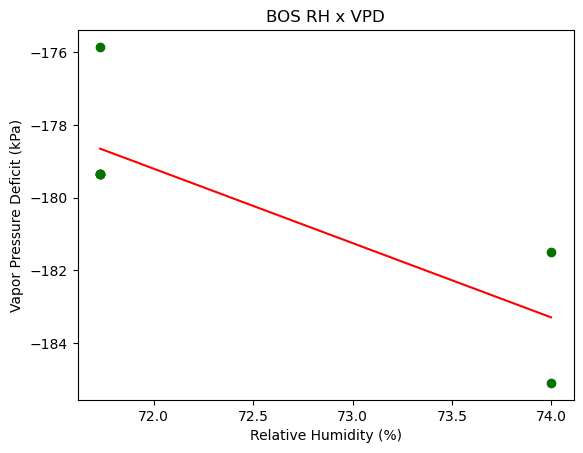 BOS RH x VPD
Vapor Pressure Deficit (kPa)
−176
−178
−180
−182
−184
72.0 72.5 73.0 73.5 74.0
Relative Humidity (%)